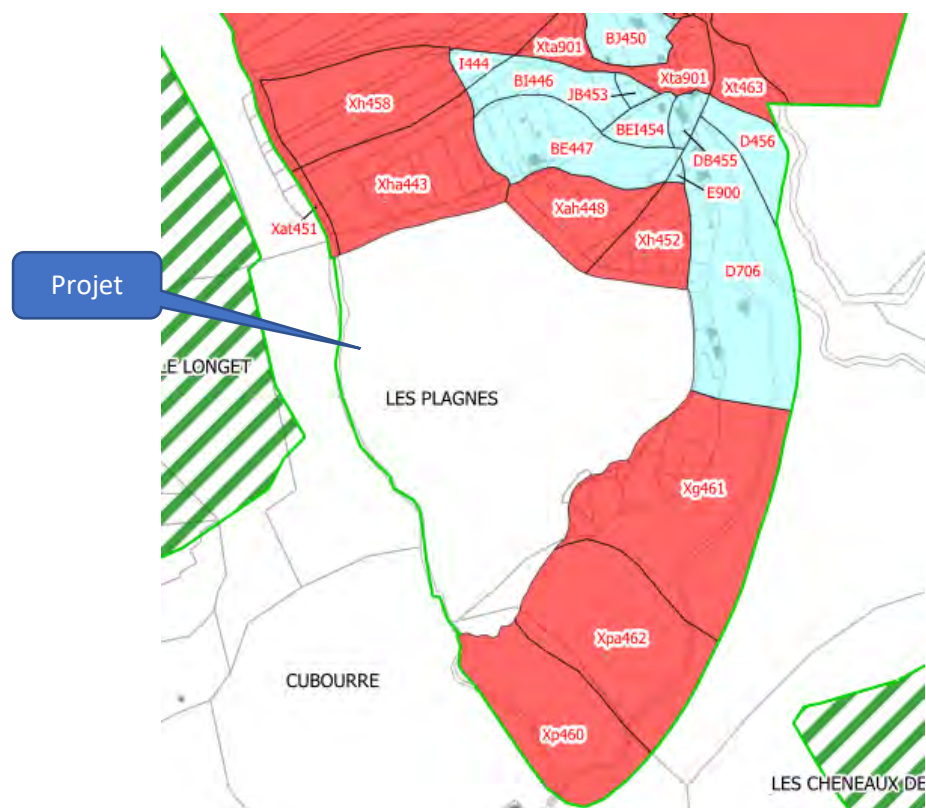 BJ450
Xta901
I444
BI446
Xta901
Xt463
JB453
Xh458
BEI454
D456
BE447
DB455
Xha443
E900
Xah448
Xat451
Xh452
D706
Projet
LE LONGET
LES PLAGNES
Xg461
Xpa462
CUBOURRE
Xp460
LES CHENEAUX DE